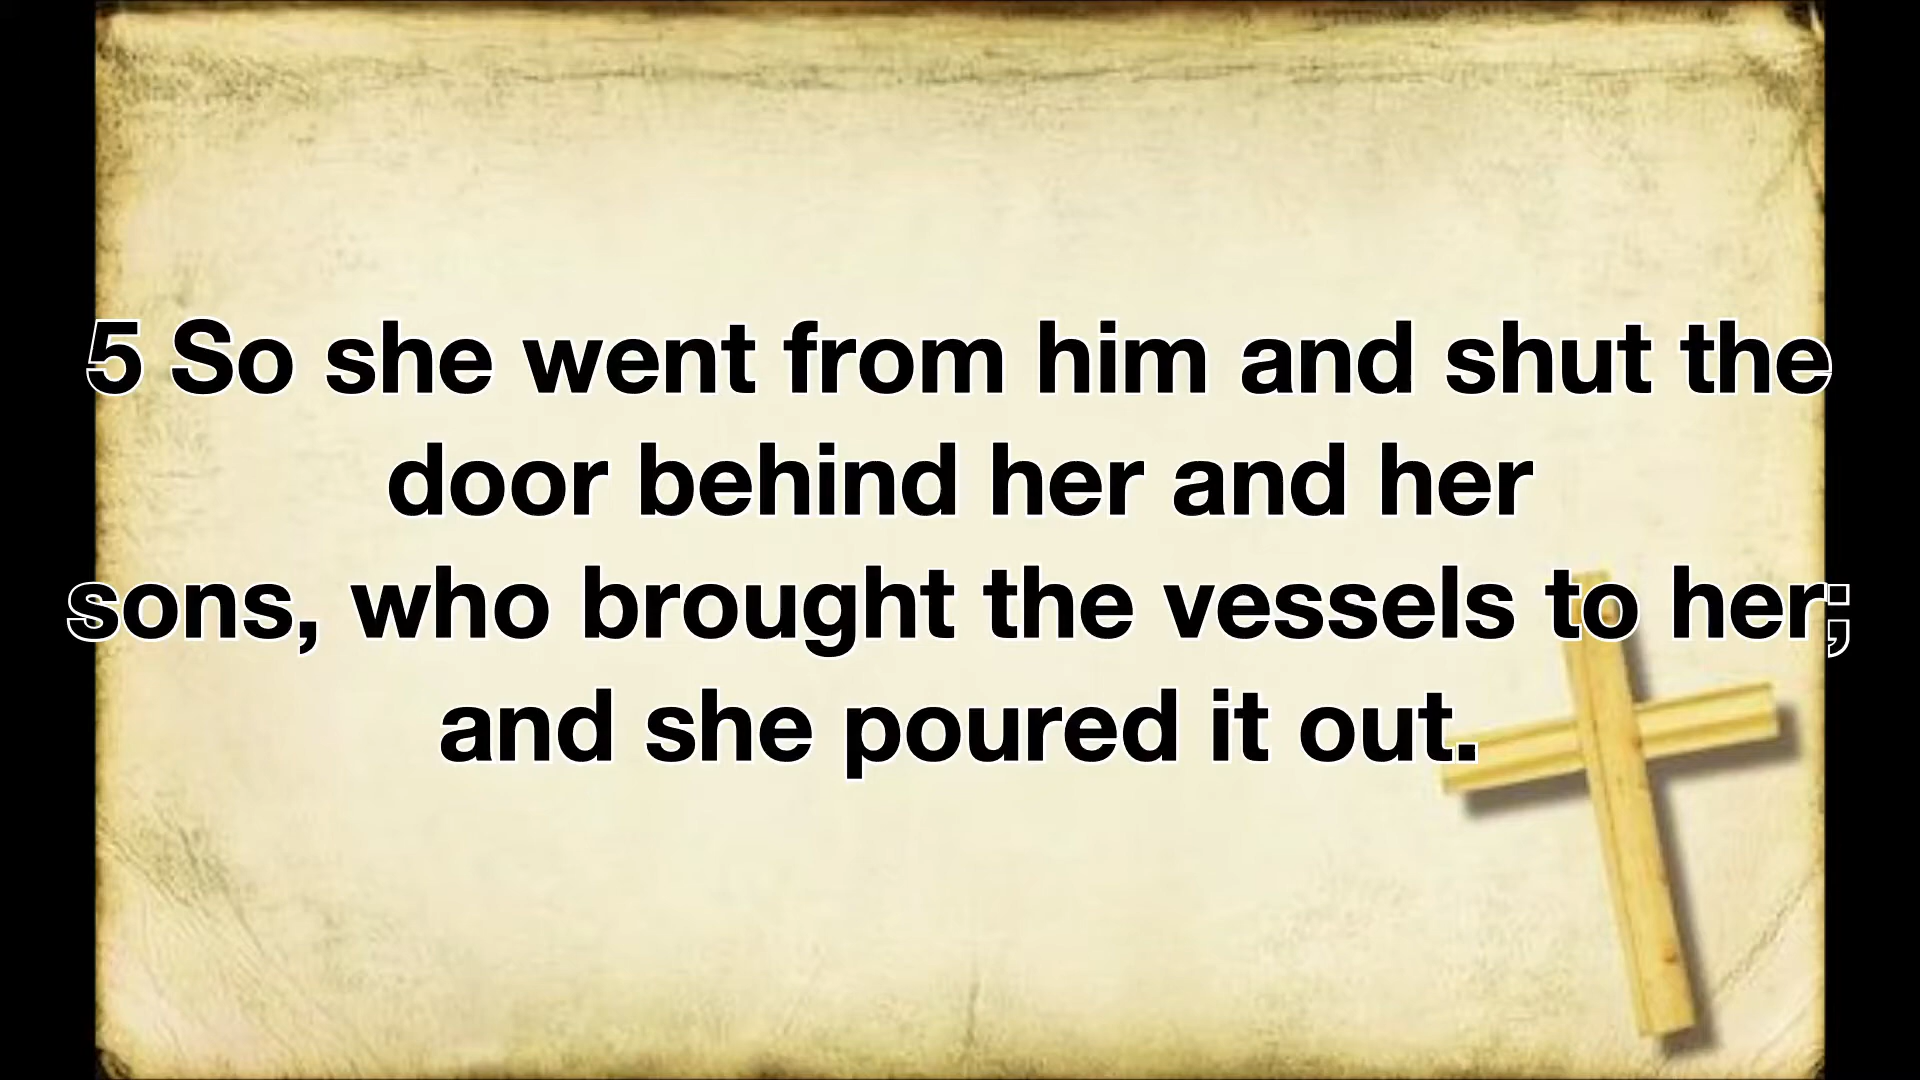 5 So she went from him and shut the
door behind her and her
sons, who brought the vessels to her;
and she poured it out.